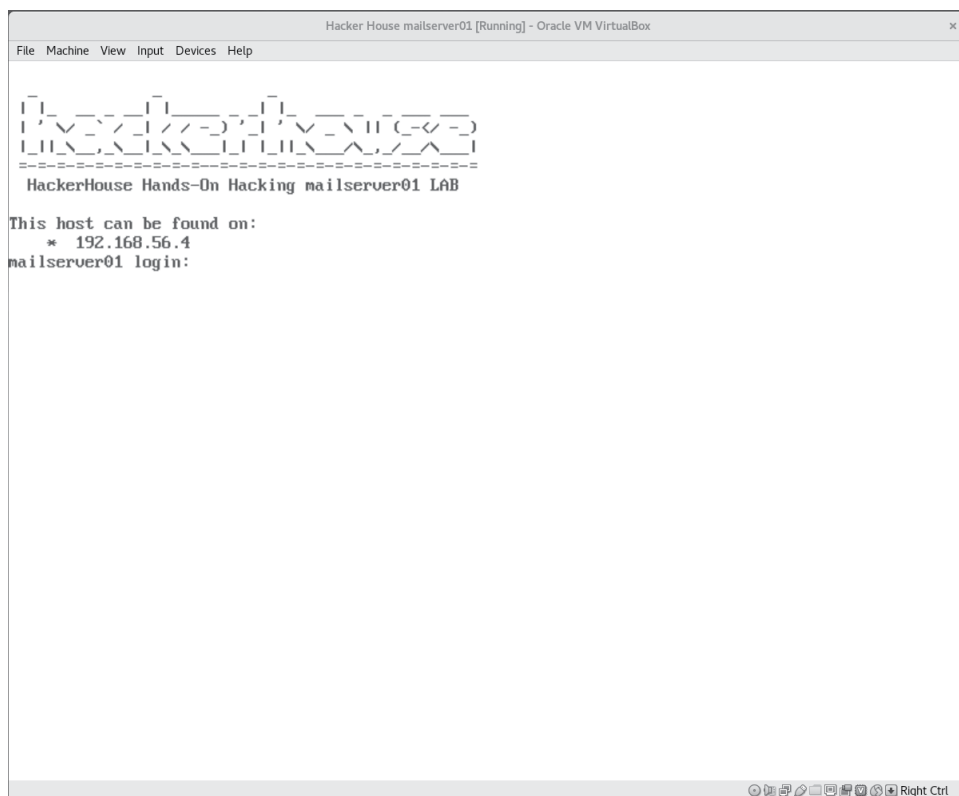 Hacker House mailserver01 [Running] - Oracle VM VirtualBox
File Machine View Input Devices Help
hackerhouse
HackerHouse Hands-On Hacking mailserver01 LAB
This host can be found on:
* 192.168.56.4
mailserver01 login:
Right Ctrl